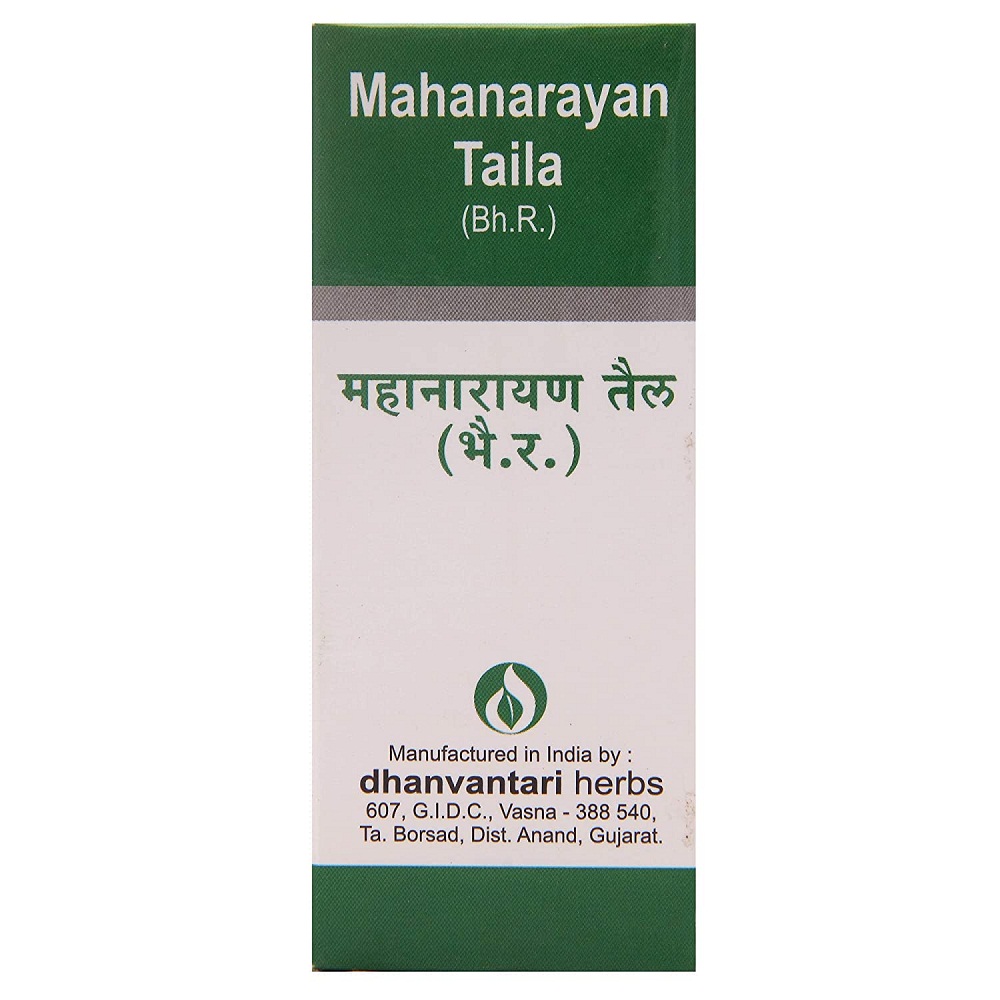 Mahanarayan
Taila
(Bh.R.)
महानारायण तैल
(भै.र.)
Manufactured in India by :
dhanvantari herbs
607, G.I.D.C., Vasna - 388 540,
Ta. Borsad, Dist. Anand, Gujarat.